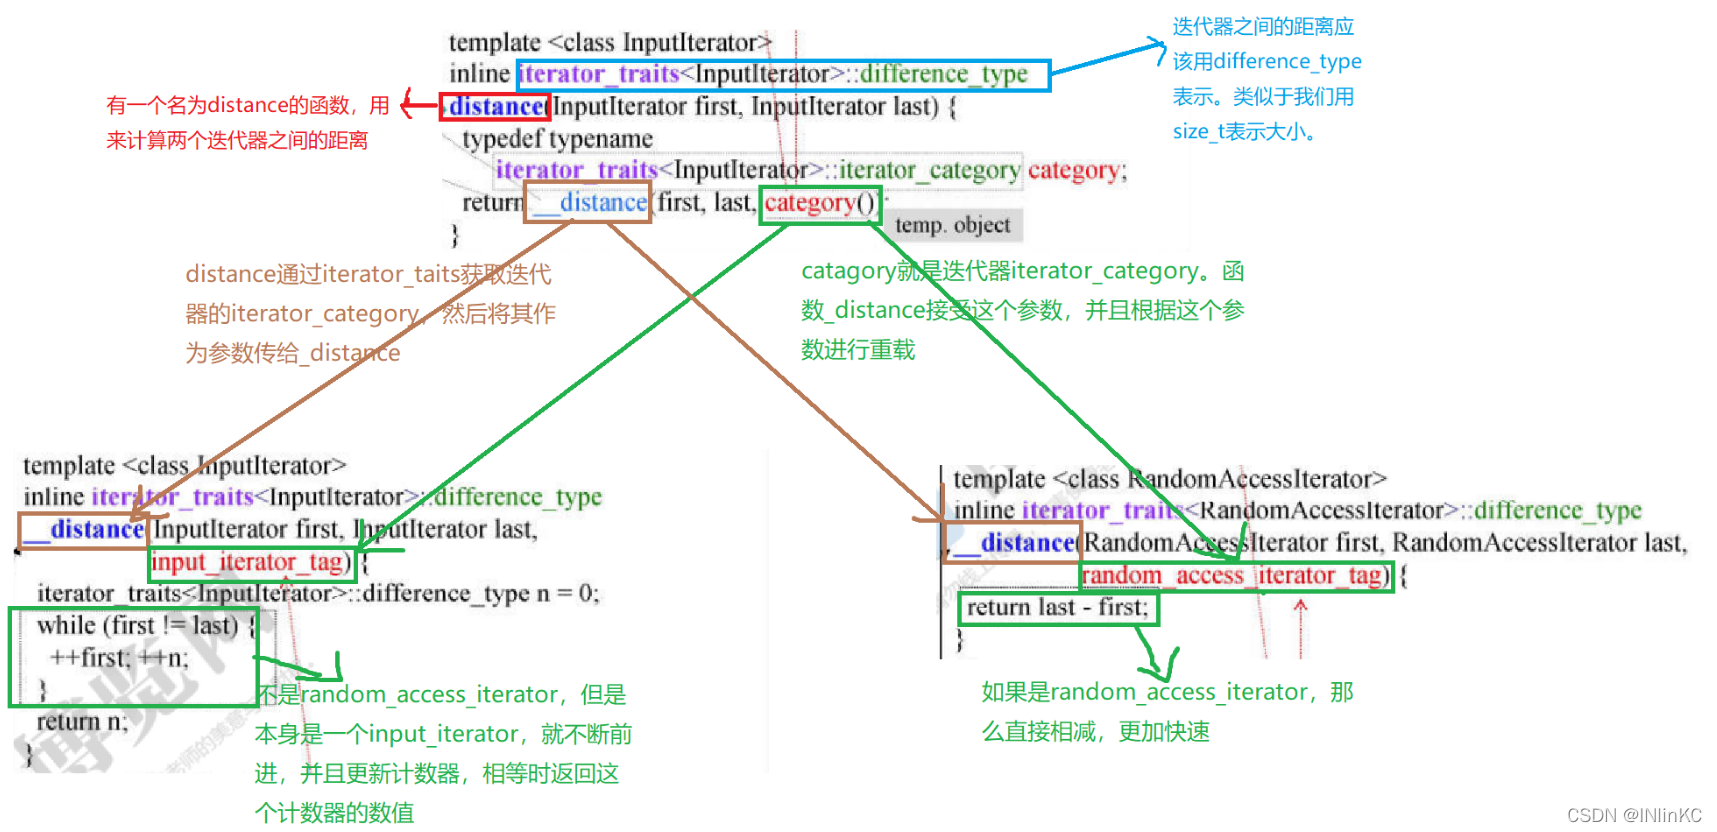 template <class InputIterator>
inline iterator_traits<InputIterator>::difference_type
distance(InputIterator first, InputIterator last) {
typedef typename
iterator_traits<InputIterator>::iterator_category category;
return __distance(first, last, category());
temp. object
}
有一个名为distance的函数，用
来计算两个迭代器之间的距离
迭代器之间的距离应
该用difference_type
表示。类似于我们用
size_t表示大小。
distance通过iterator_taits获取迭代
器的iterator_category，然后将其作
为参数传给_distance
catagory就是迭代器iterator_category。函
数_distance接受这个参数，并且根据这个参
数进行重载
template <class InputIterator>
inline iterator_traits<InputIterator>::difference_type
__distance(InputIterator first, InputIterator last,
input_iterator_tag) {
iterator_traits<InputIterator>::difference_type n = 0;
while (first != last) {
++first; ++n;
}
return n;
}
不是random_access_iterator，但是
本身是一个input_iterator，就不断前
进，并且更新计数器，相等时返回这
个计数器的数值
template <class RandomAccessIterator>
inline iterator_traits<RandomAccessIterator>::difference_type
__distance(RandomAccessIterator first, RandomAccessIterator last,
random_access_iterator_tag) {
return last - first;
}
如果是random_access_iterator，那
么直接相减，更加快速
博览网
CSDN @INlinKC